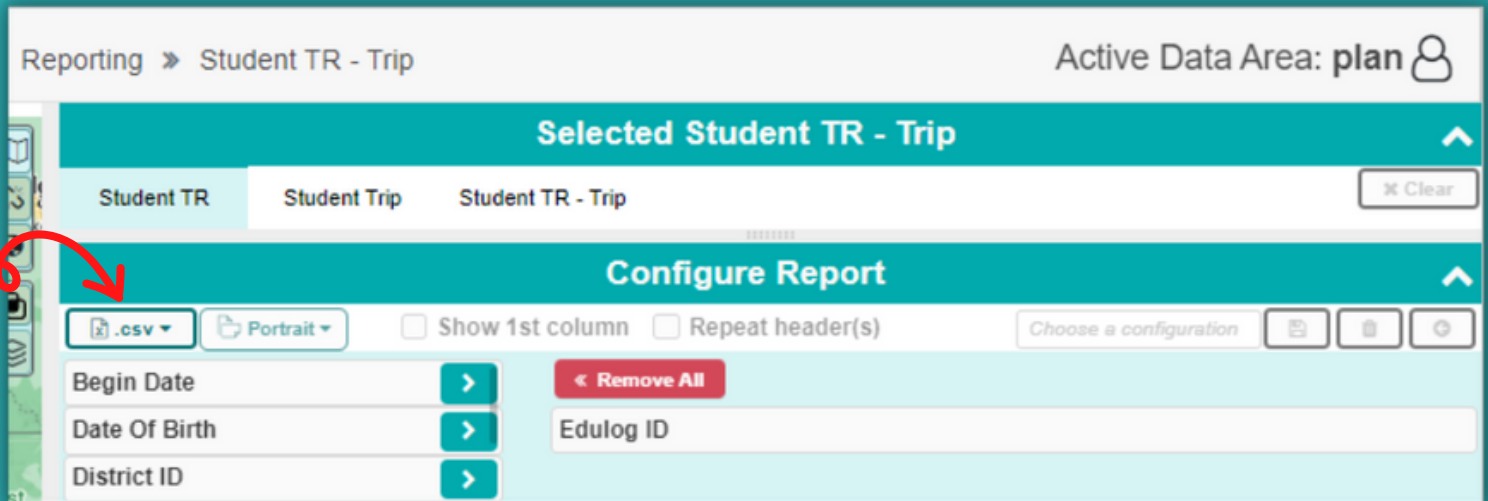 Reporting » Student TR - Trip
Active Data Area: plan
Selected Student TR - Trip
Student TR Student Trip Student TR - Trip
✖ Clear
Configure Report
.csv Portrait Show 1st column Repeat header(s) Choose a configuration
Begin Date
« Remove All
Date Of Birth
Edulog ID
District ID